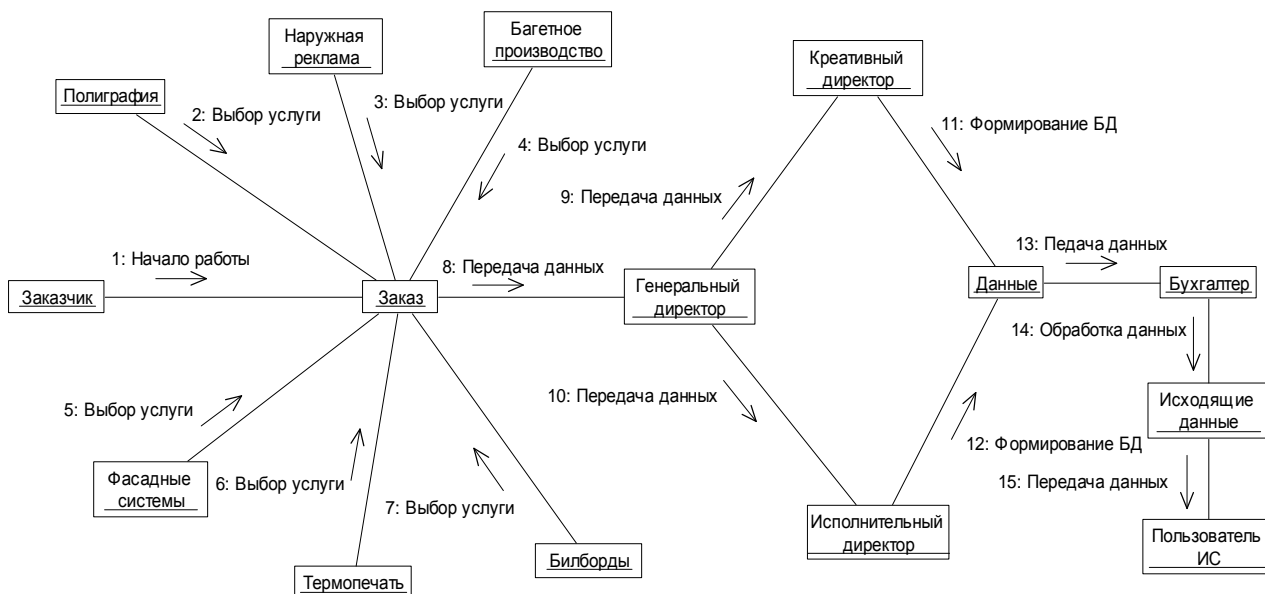 Наружная
реклама
Багетное
производство
Креативный
директор
Полиграфия
2: Выбор услуги
3: Выбор услуги
4: Выбор услуги
11: Формирование БД
9: Передача данных
1: Начало работы
8: Передача данных
13: Педача данных
Заказчик
Заказ
Генеральный
директор
Данные
Бухгалтер
14: Обработка данных
10: Передача данных
5: Выбор услуги
Исходящие
данные
12: Формирование БД
Фасадные
системы
6: Выбор услуги
7: Выбор услуги
15: Передача данных
Исполнительный
директор
Пользователь
ИС
Билборды
Термопечать